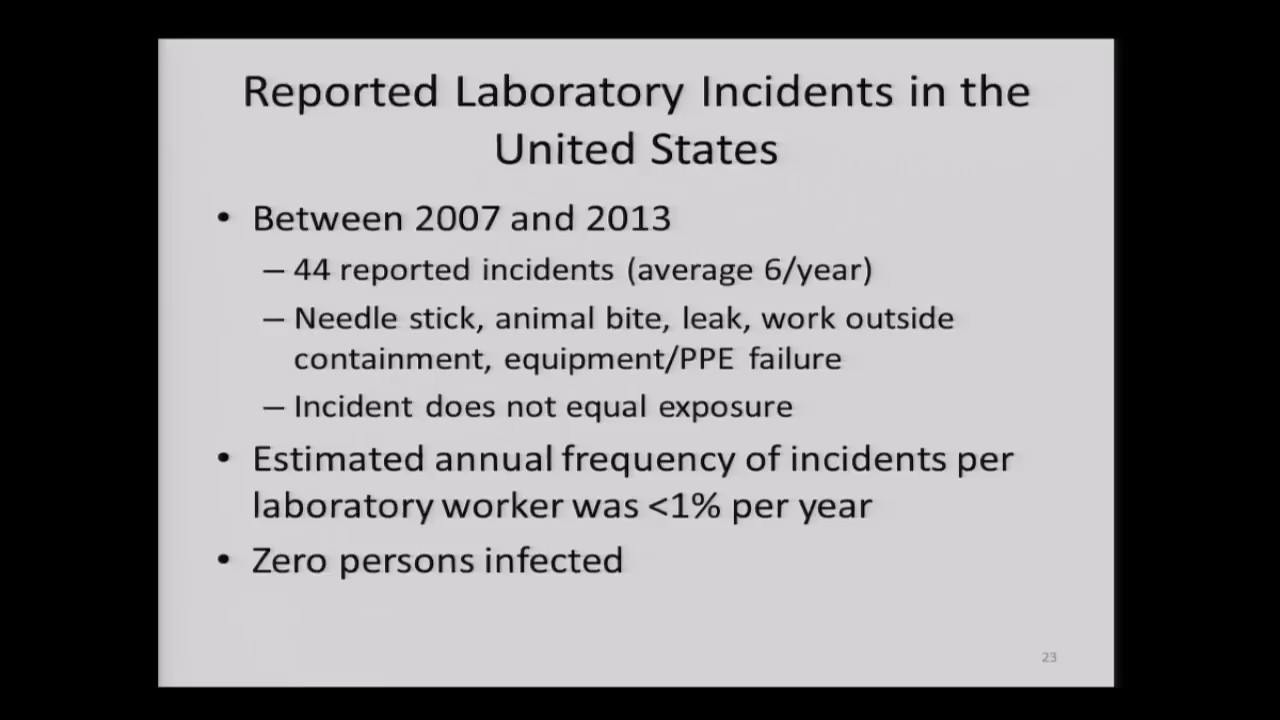 Reported Laboratory Incidents in the
United States
• Between 2007 and 2013
– 44 reported incidents (average 6/year)
– Needle stick, animal bite, leak, work outside
containment, equipment/PPE failure
– Incident does not equal exposure
• Estimated annual frequency of incidents per
laboratory worker was <1% per year
• Zero persons infected
23